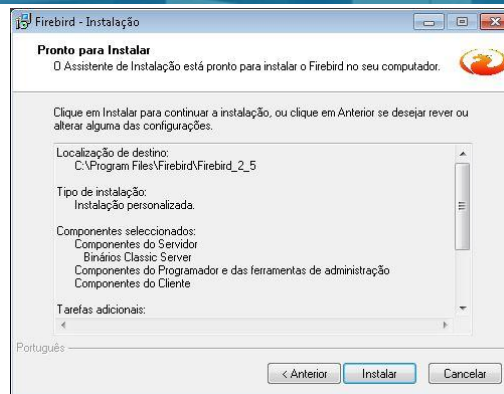 Firebird - Instalação
Pronto para Instalar
O Assistente de Instalação está pronto para instalar o Firebird no seu computador.
Clique em Instalar para continuar a instalação, ou clique em Anterior se desejar rever ou
alterar alguma das configurações.
Localização de destino:
C:\Program Files\Firebird\Firebird_2_5
Tipo de instalação:
Instalação personalizada.
Componentes seleccionados:
Componentes do Servidor
Binários Classic Server
Componentes do Programador e das ferramentas de administração
Componentes do Cliente
Tarefas adicionais:
Português
< Anterior
Instalar
Cancelar